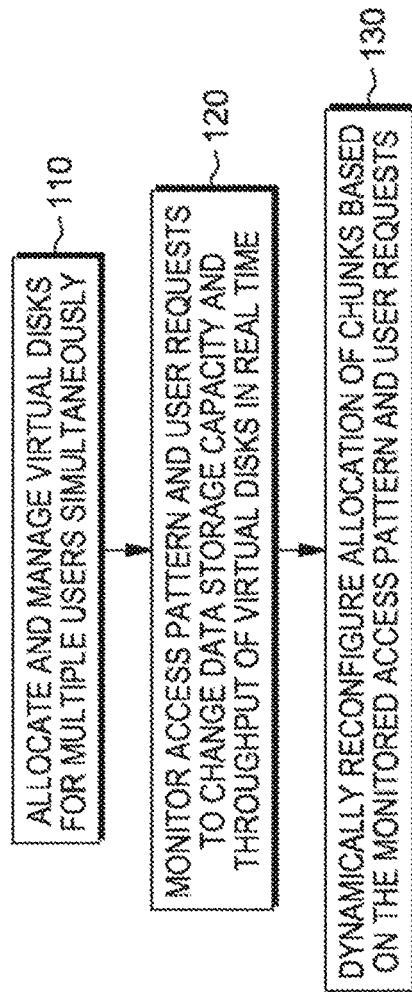 ALLOCATE AND MANAGE VIRTUAL DISKS
FOR MULTIPLE USERS SIMULTANEOUSLY
110
MONITOR ACCESS PATTERN AND USER REQUESTS
TO CHANGE DATA STORAGE CAPACITY AND
THROUGHPUT OF VIRTUAL DISKS IN REAL TIME
120
DYNAMICALLY RECONFIGURE ALLOCATION OF CHUNKS BASED
ON THE MONITORED ACCESS PATTERN AND USER REQUESTS
130